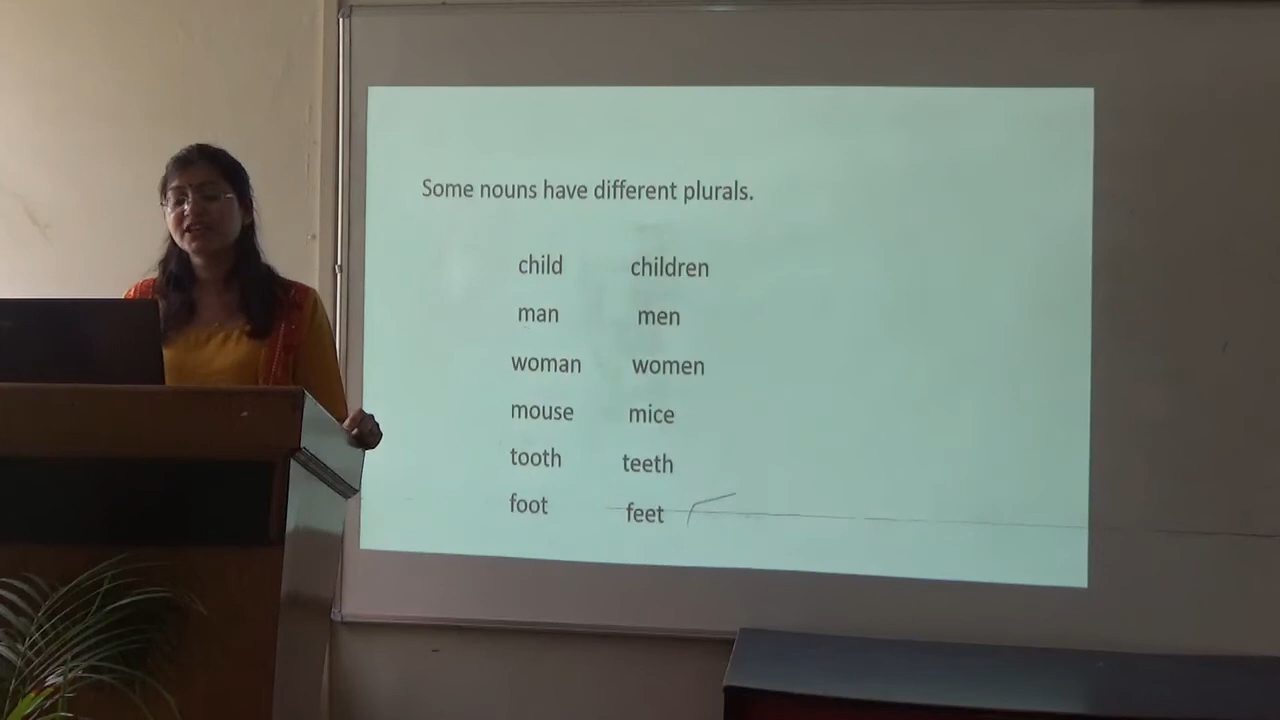 Some nouns have different plurals.
child children
man men
woman women
mouse mice
tooth teeth
foot feet